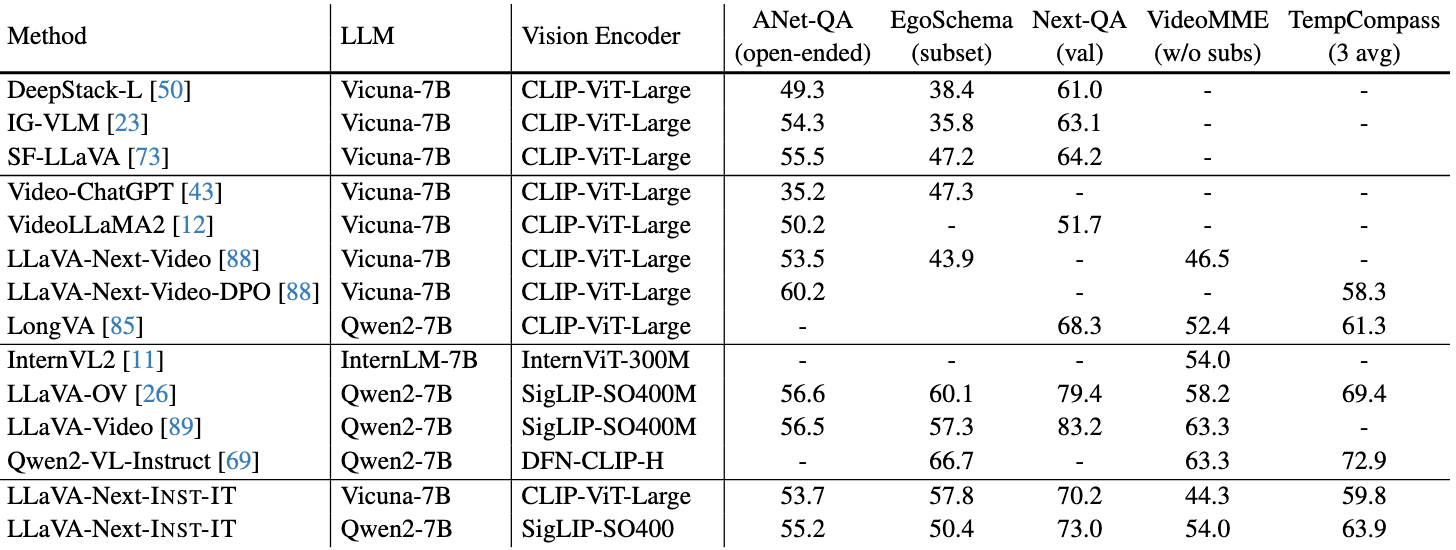 Method LLM Vision Encoder ANet-QA (open-ended) EgoSchema (subset) Next-QA (val) VideoMME (w/o subs) TempCompass (3 avg)
DeepStack-L [50] Vicuna-7B CLIP-ViT-Large 49.3 38.4 61.0 - -
IG-VLM [23] Vicuna-7B CLIP-ViT-Large 54.3 35.8 63.1 - -
SF-LLaVA [73] Vicuna-7B CLIP-ViT-Large 55.5 47.2 64.2 -
Video-ChatGPT [43] Vicuna-7B CLIP-ViT-Large 35.2 47.3 - - -
VideoLLaMA2 [12] Vicuna-7B CLIP-ViT-Large 50.2 - 51.7 - -
LLaVA-Next-Video [88] Vicuna-7B CLIP-ViT-Large 53.5 43.9 - 46.5 -
LLaVA-Next-Video-DPO [88] Vicuna-7B CLIP-ViT-Large 60.2 - - 58.3
LongVA [85] Qwen2-7B CLIP-ViT-Large - 68.3 52.4 61.3
InternVL2 [11] InternLM-7B InternViT-300M - - - 54.0 -
LLaVA-OV [26] Qwen2-7B SigLIP-SO400M 56.6 60.1 79.4 58.2 69.4
LLaVA-Video [89] Qwen2-7B SigLIP-SO400M 56.5 57.3 83.2 63.3 -
Qwen2-VL-Instruct [69] Qwen2-7B DFN-CLIP-H - 66.7 - 63.3 72.9
LLaVA-Next-INST-IT Vicuna-7B CLIP-ViT-Large 53.7 57.8 70.2 44.3 59.8
LLaVA-Next-INST-IT Qwen2-7B SigLIP-SO400 55.2 50.4 73.0 54.0 63.9